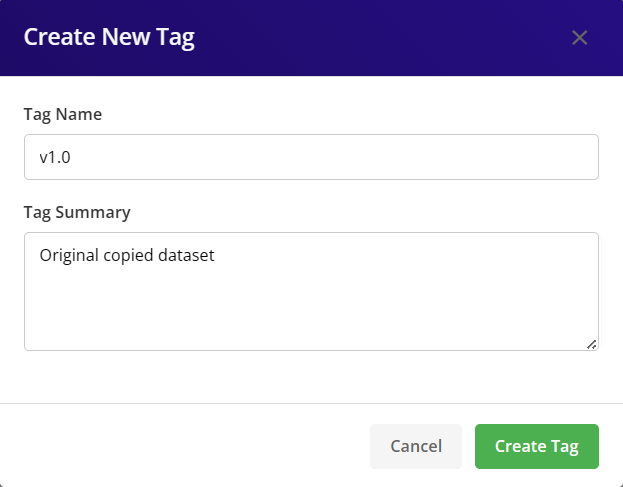 Create New Tag
Tag Name
v1.0
Tag Summary
Original copied dataset
Cancel
Create Tag